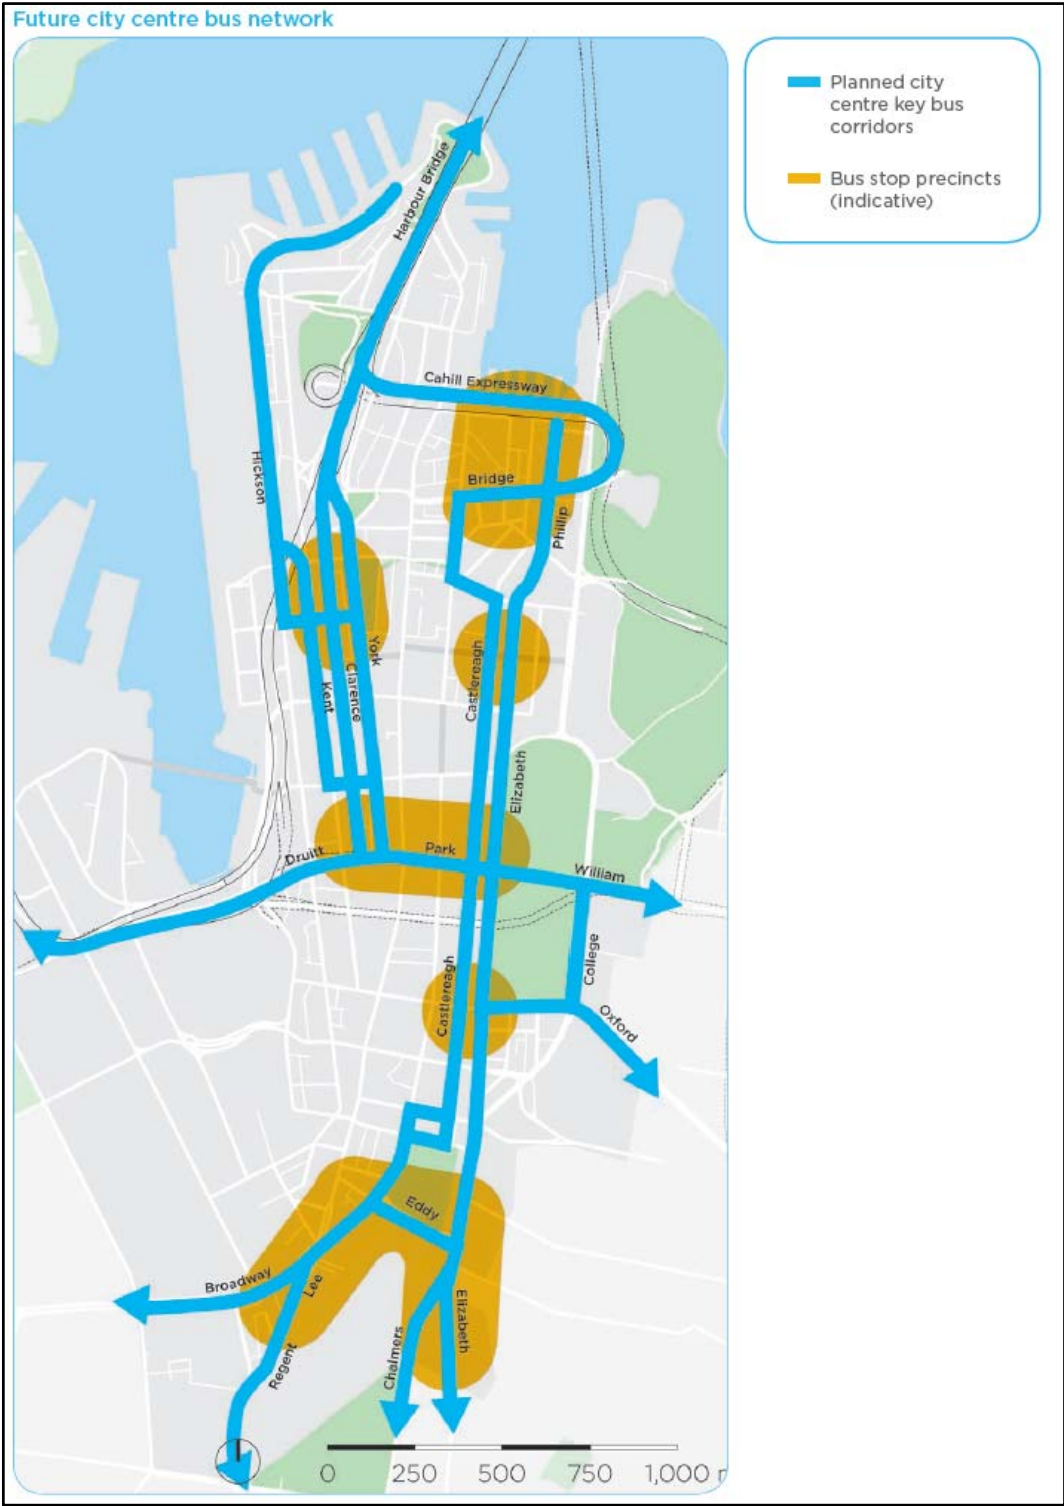 Future city centre bus network
Planned city
centre key bus
corridors
Bus stop precincts
(indicative)
Harbour Bridge
Cahill Expressway
Hickson
Bridge
Phillip
York
Clarence
Kent
Castlereagh
Elizabeth
Druitt
Park
William
College
Castlereagh
Oxford
Eddy
Broadway
Lee
Elizabeth
Chalmers
Regent
0 250 500 750 1,000 m